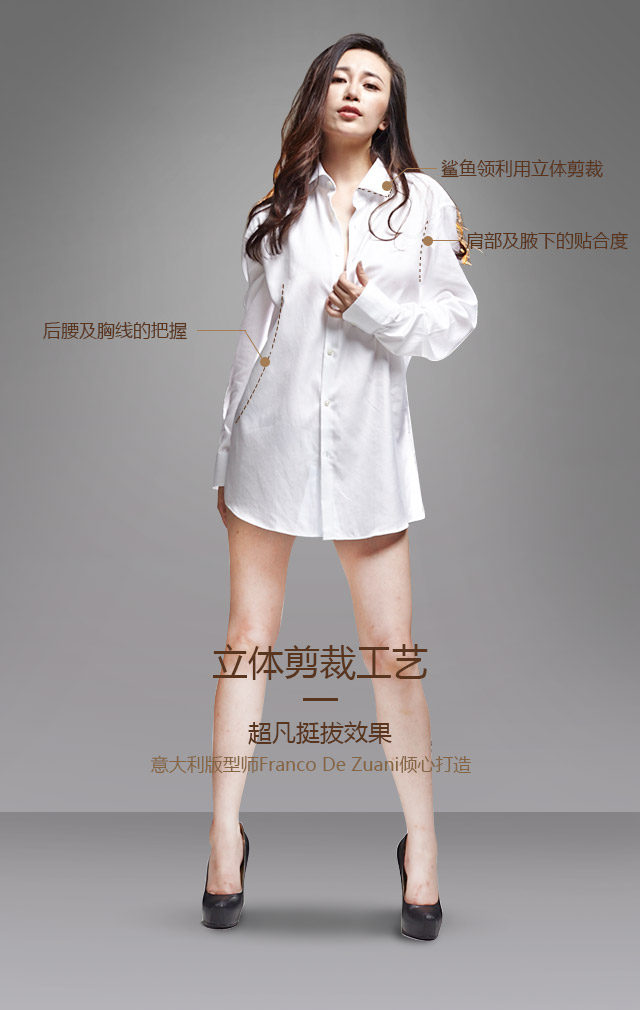 鲨鱼领利用立体剪裁
肩部及腋下的贴合度
后腰及胸线的把握
立体剪裁工艺
超凡挺拔效果
意大利版型师Franco De Zuani倾心打造